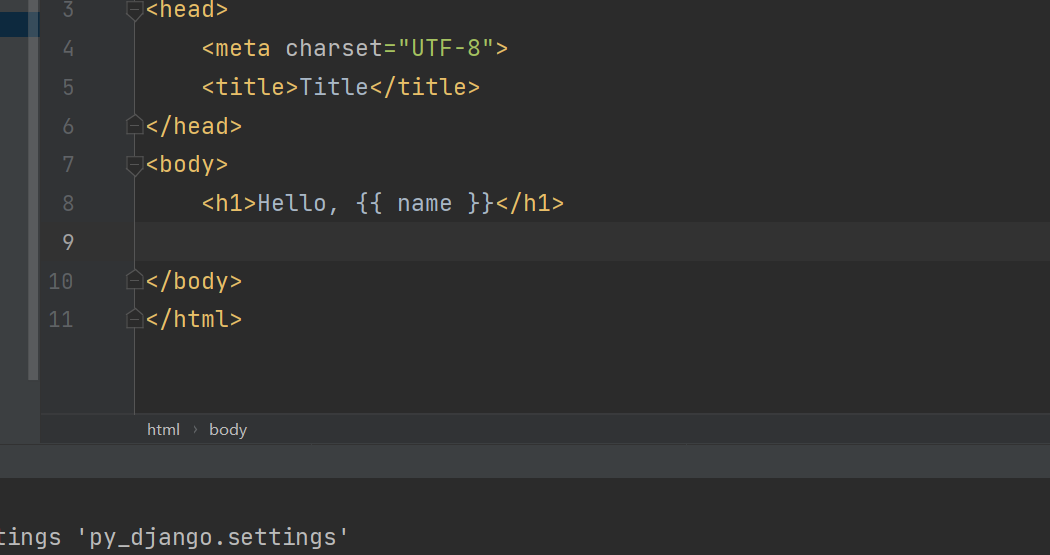 3 <head>
4 <meta charset="UTF-8">
5 <title>Title</title>
6 </head>
7 <body>
8 <h1>Hello, {{ name }}</h1>
9
10 </body>
11 </html>
html › body
tings 'py_django.settings'